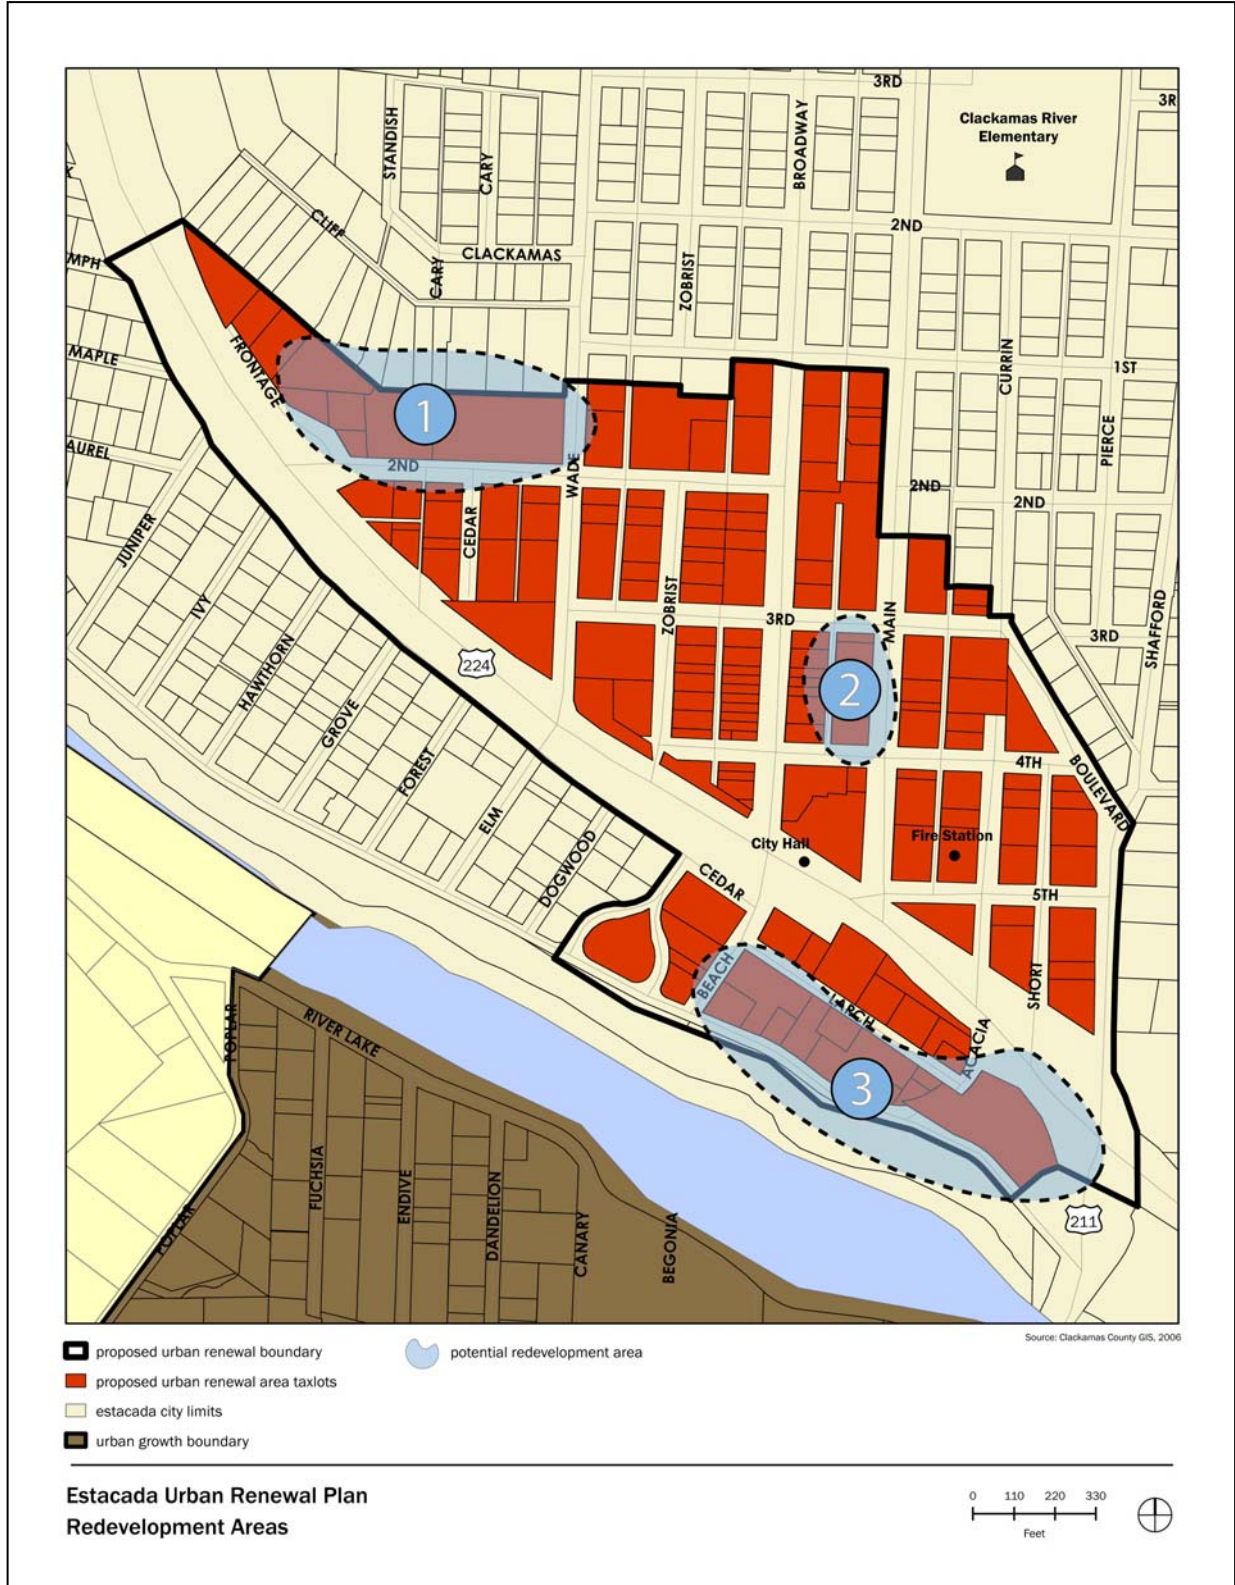 3RD
3R
Clackamas River
Elementary
STANDISH
CARY
BROADWAY
2ND
CLIFF
CLACKAMAS
CARY
ZOBRIST
MPH
MAPLE
FRONTAGE
1ST
CURRIN
PIERCE
1
AUREL
2ND
WADE
2ND
2ND
JUNIPER
CEDAR
IVY
ZOBRIST
3RD
MAIN
3RD
SHAFFORD
HAWTHORN
224
GROVE
2
FOREST
4TH
BOULEVARD
ELM
City Hall
Fire Station
DOGWOOD
CEDAR
5TH
BEACH
LARCH
SHORT
ACACIA
POPLAR
RIVER LAKE
3
FUCHSIA
ENDIVE
DANDELION
CANARY
BEGONIA
POPLAR
211
Source: Clackamas County GIS, 2006
proposed urban renewal boundary
potential redevelopment area
proposed urban renewal area taxlots
estacada city limits
urban growth boundary
Estacada Urban Renewal Plan
Redevelopment Areas
0 110 220 330
Feet